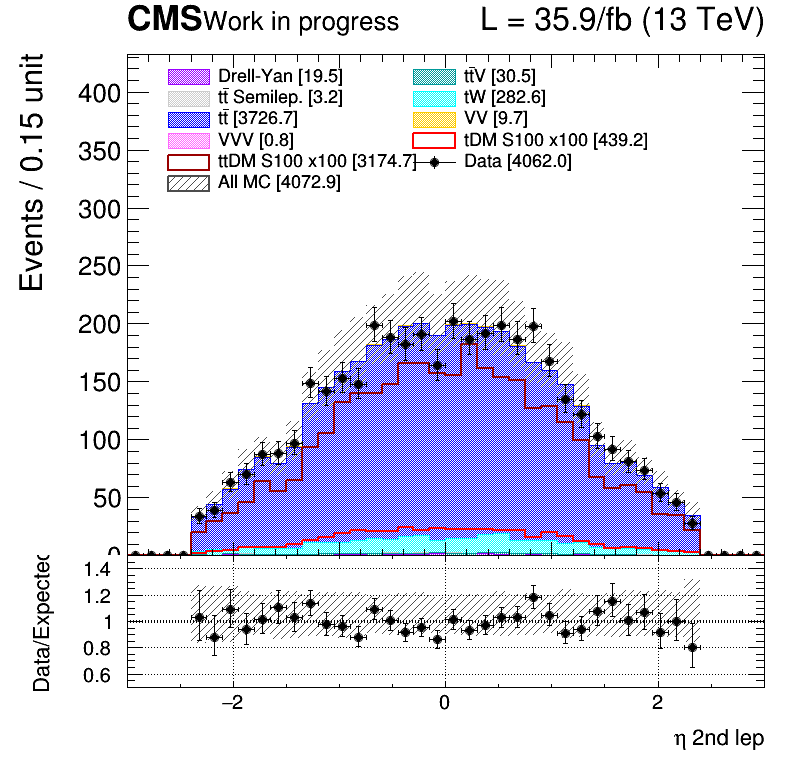 CMS Work in progress L = 35.9/fb (13 TeV)
Drell-Yan [19.5] tt̄V [30.5]
tt̄ Semilep. [3.2] tW [282.6]
tt̄ [3726.7] VV [9.7]
VVV [0.8] tDM S100 x100 [439.2]
ttDM S100 x100 [3174.7] Data [4062.0]
All MC [4072.9]
Events / 0.15 unit
400
350
300
250
200
150
100
50
0
Data/Expected
1.4
1.2
1
0.8
0.6
−2 0 2
η 2nd lep